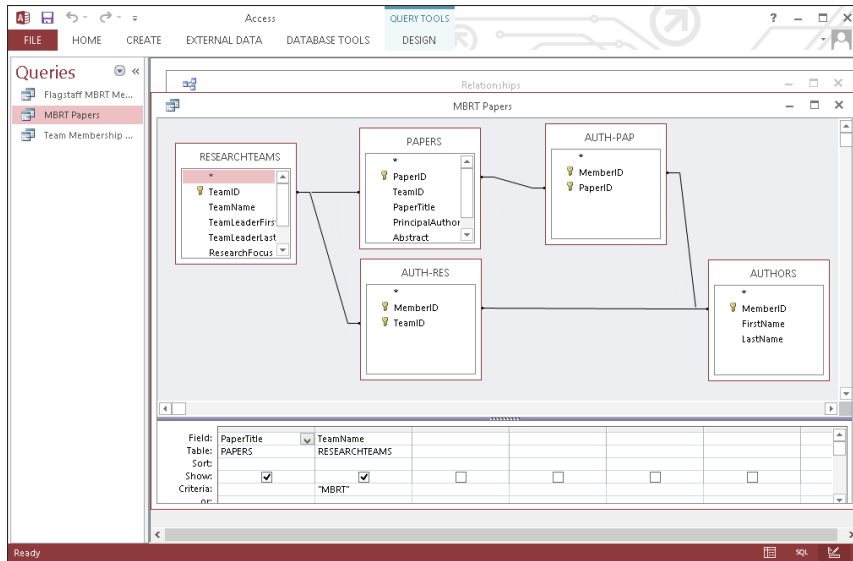 Access
QUERY TOOLS
?
FILE
HOME
CREATE
EXTERNAL DATA
DATABASE TOOLS
DESIGN
Queries
Flagstaff MBRT Me...
MBRT Papers
Team Membership ...
Relationships
MBRT Papers
RESEARCHTEAMS
*
TeamID
TeamName
TeamLeaderFirs
TeamLeaderLast
ResearchFocus
PAPERS
*
PaperID
TeamID
PaperTitle
PrincipalAuthor
Abstract
AUTH-PAP
*
MemberID
PaperID
AUTH-RES
*
MemberID
TeamID
AUTHORS
*
MemberID
FirstName
LastName
Field: PaperTitle TeamName
Table: PAPERS RESEARCHTEAMS
Sort:
Show:
Criteria: "MBRT"
or:
Ready
SQL